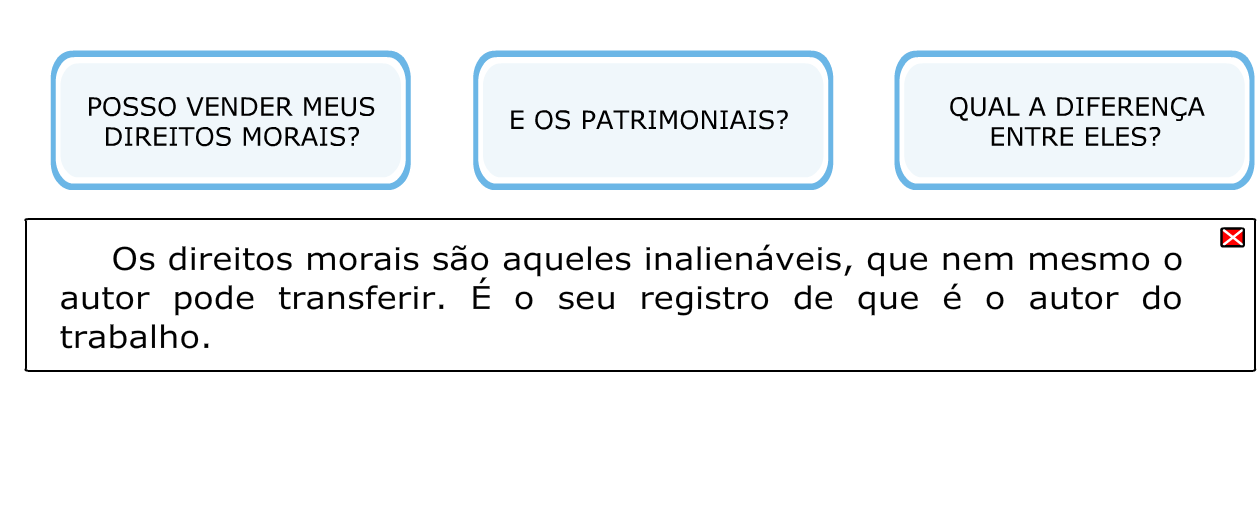 POSSO VENDER MEUS
DIREITOS MORAIS?
E OS PATRIMONIAIS?
QUAL A DIFERENÇA
ENTRE ELES?
Os direitos morais são aqueles inalienáveis, que nem mesmo o
autor pode transferir. É o seu registro de que é o autor do
trabalho.